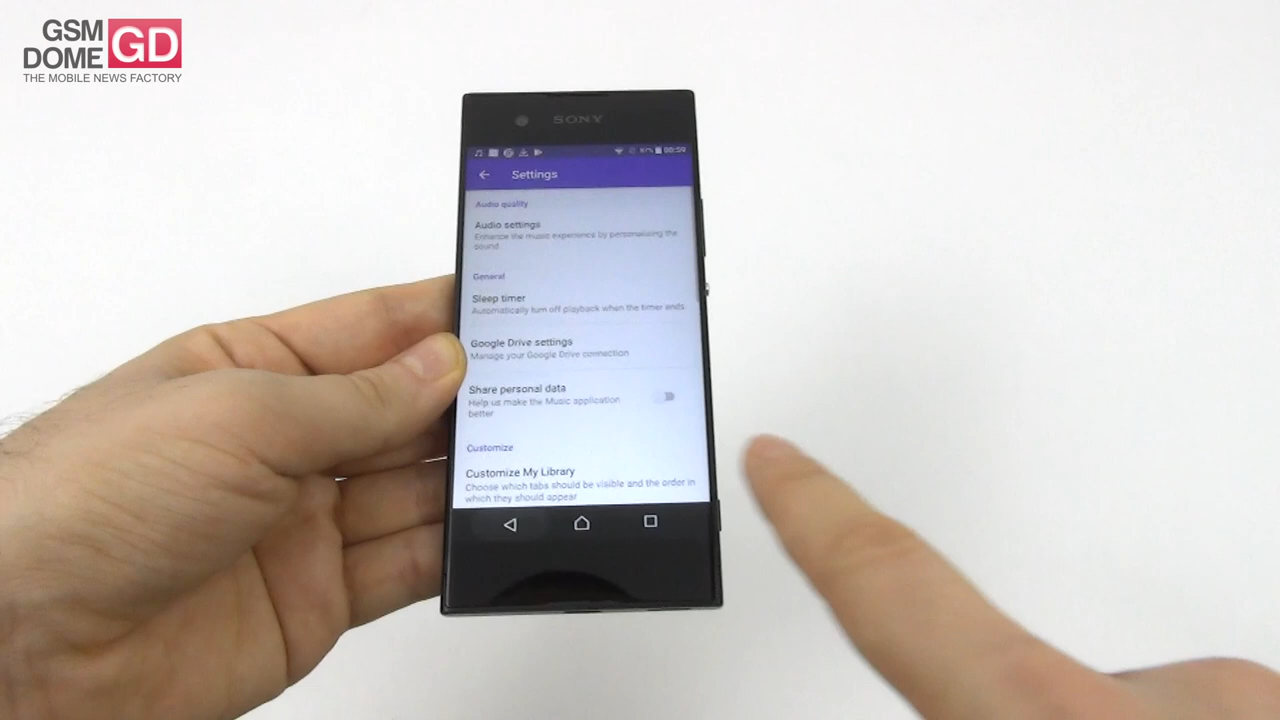 GSM
DOME
GD
THE MOBILE NEWS FACTORY
SONY
97% 00:59
Settings
Audio quality
Audio settings
Enhance the music experience by personalising the
sound
General
Sleep timer
Automatically turn off playback when the timer ends
Google Drive settings
Manage your Google Drive connection
Share personal data
Help us make the Music application
better
Customize
Customize My Library
Choose which tabs should be visible and the order in
which they should appear